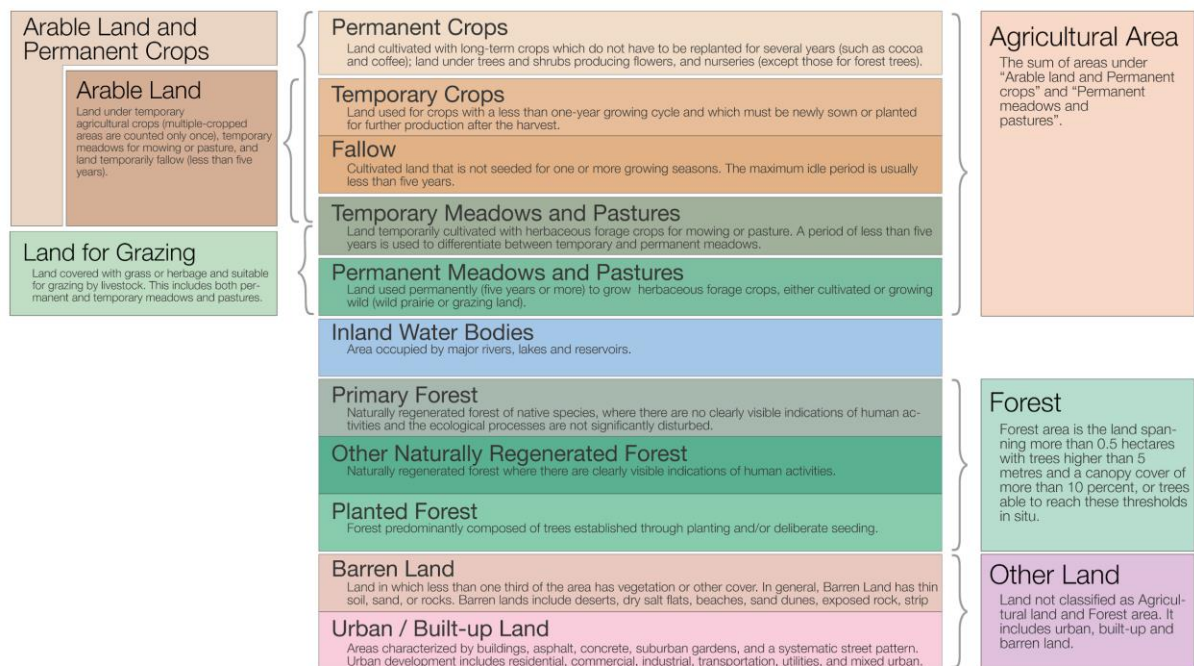 Arable Land and
Permanent Crops
Arable Land
Land under temporary
agricultural crops (multiple-cropped
areas are counted only once), temporary
meadows for mowing or pasture, and
land temporarily fallow (less than five
years).
Land for Grazing
Land covered with grass or herbage and suitable
for grazing by livestock. This includes both per-
manent and temporary meadows and pastures.
Permanent Crops
Land cultivated with long-term crops which do not have to be replanted for several years (such as cocoa
and coffee); land under trees and shrubs producing flowers, and nurseries (except those for forest trees).
Temporary Crops
Land used for crops with a less than one-year growing cycle and which must be newly sown or planted
for further production after the harvest.
Fallow
Cultivated land that is not seeded for one or more growing seasons. The maximum idle period is usually
less than five years.
Temporary Meadows and Pastures
Land temporarily cultivated with herbaceous forage crops for mowing or pasture. A period of less than five
years is used to differentiate between temporary and permanent meadows.
Permanent Meadows and Pastures
Land used permanently (five years or more) to grow herbaceous forage crops, either cultivated or growing
wild (wild prairie or grazing land).
Inland Water Bodies
Area occupied by major rivers, lakes and reservoirs.
Primary Forest
Naturally regenerated forest of native species, where there are no clearly visible indications of human ac-
tivities and the ecological processes are not significantly disturbed.
Other Naturally Regenerated Forest
Naturally regenerated forest where there are clearly visible indications of human activities.
Planted Forest
Forest predominantly composed of trees established through planting and/or deliberate seeding.
Barren Land
Land in which less than one third of the area has vegetation or other cover. In general, Barren Land has thin
soil, sand, or rocks. Barren lands include deserts, dry salt flats, beaches, sand dunes, exposed rock, strip
Urban / Built-up Land
Areas characterized by buildings, asphalt, concrete, suburban gardens, and a systematic street pattern.
Urban development includes residential, commercial, industrial, transportation, utilities, and mixed urban.
Agricultural Area
The sum of areas under
"Arable land and Permanent
crops" and "Permanent
meadows and
pastures".
Forest
Forest area is the land span-
ning more than 0.5 hectares
with trees higher than 5
metres and a canopy cover of
more than 10 percent, or trees
able to reach these thresholds
in situ.
Other Land
Land not classified as Agricul-
tural land and Forest area. It
includes urban, built-up and
barren land.